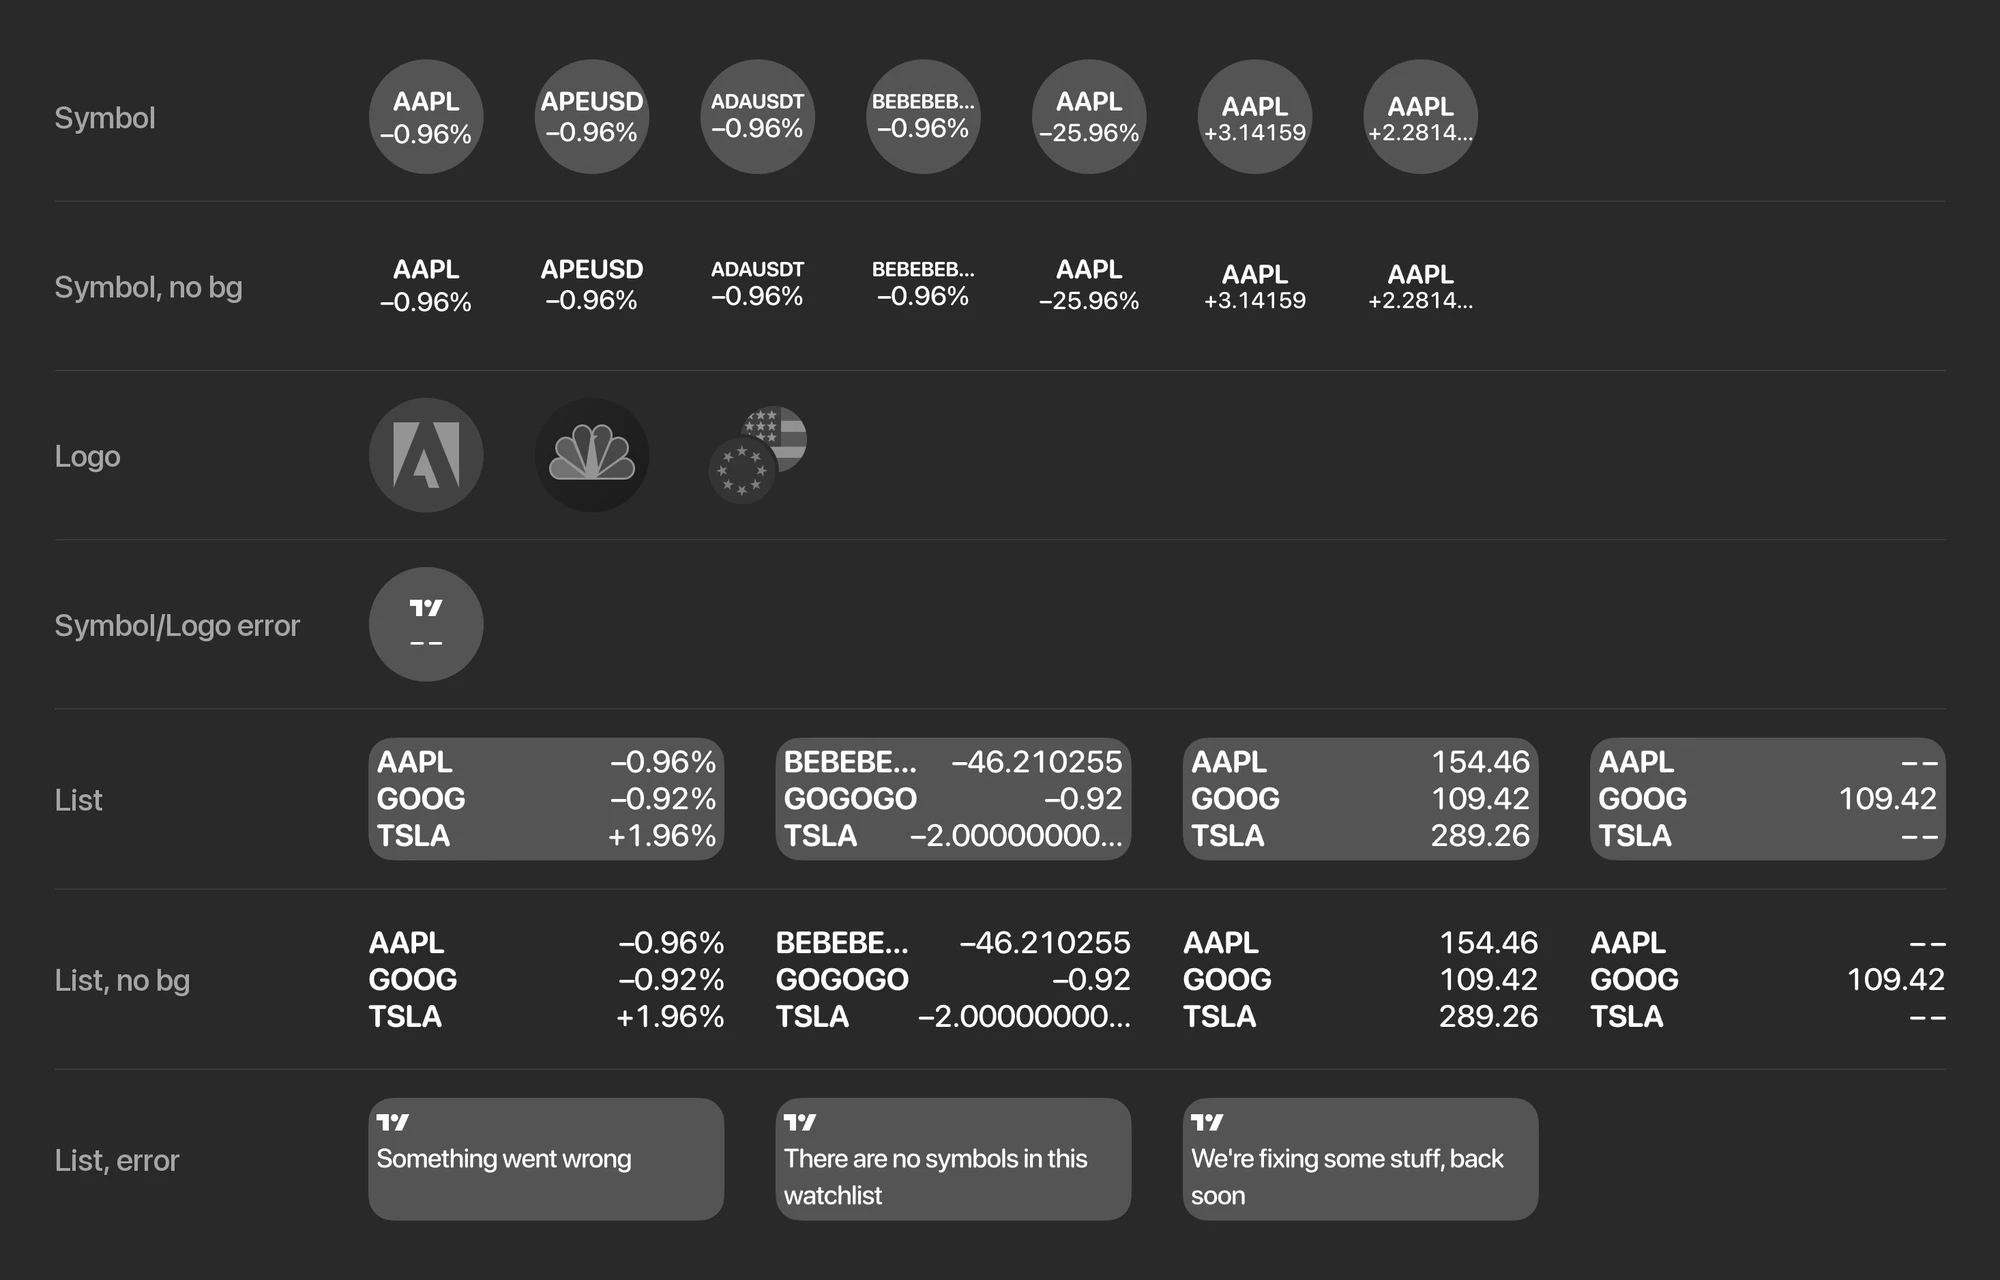 Symbol
AAPL
−0.96%
APEUSD
−0.96%
ADAUSDT
−0.96%
BEBEBEB...
−0.96%
AAPL
−25.96%
AAPL
+3.14159
AAPL
+2.2814...
Symbol, no bg
AAPL
−0.96%
APEUSD
−0.96%
ADAUSDT
−0.96%
BEBEBEB...
−0.96%
AAPL
−25.96%
AAPL
+3.14159
AAPL
+2.2814...
Logo
Symbol/Logo error
−−
List
AAPL −0.96%
GOOG −0.92%
TSLA +1.96%
BEBEBE... −46.210255
GOGOGO −0.92
TSLA −2.00000000...
AAPL 154.46
GOOG 109.42
TSLA 289.26
AAPL −−
GOOG 109.42
TSLA −−
List, no bg
AAPL −0.96%
GOOG −0.92%
TSLA +1.96%
BEBEBE... −46.210255
GOGOGO −0.92
TSLA −2.00000000...
AAPL 154.46
GOOG 109.42
TSLA 289.26
AAPL −−
GOOG 109.42
TSLA −−
List, error
Something went wrong
There are no symbols in this
watchlist
We're fixing some stuff, back
soon